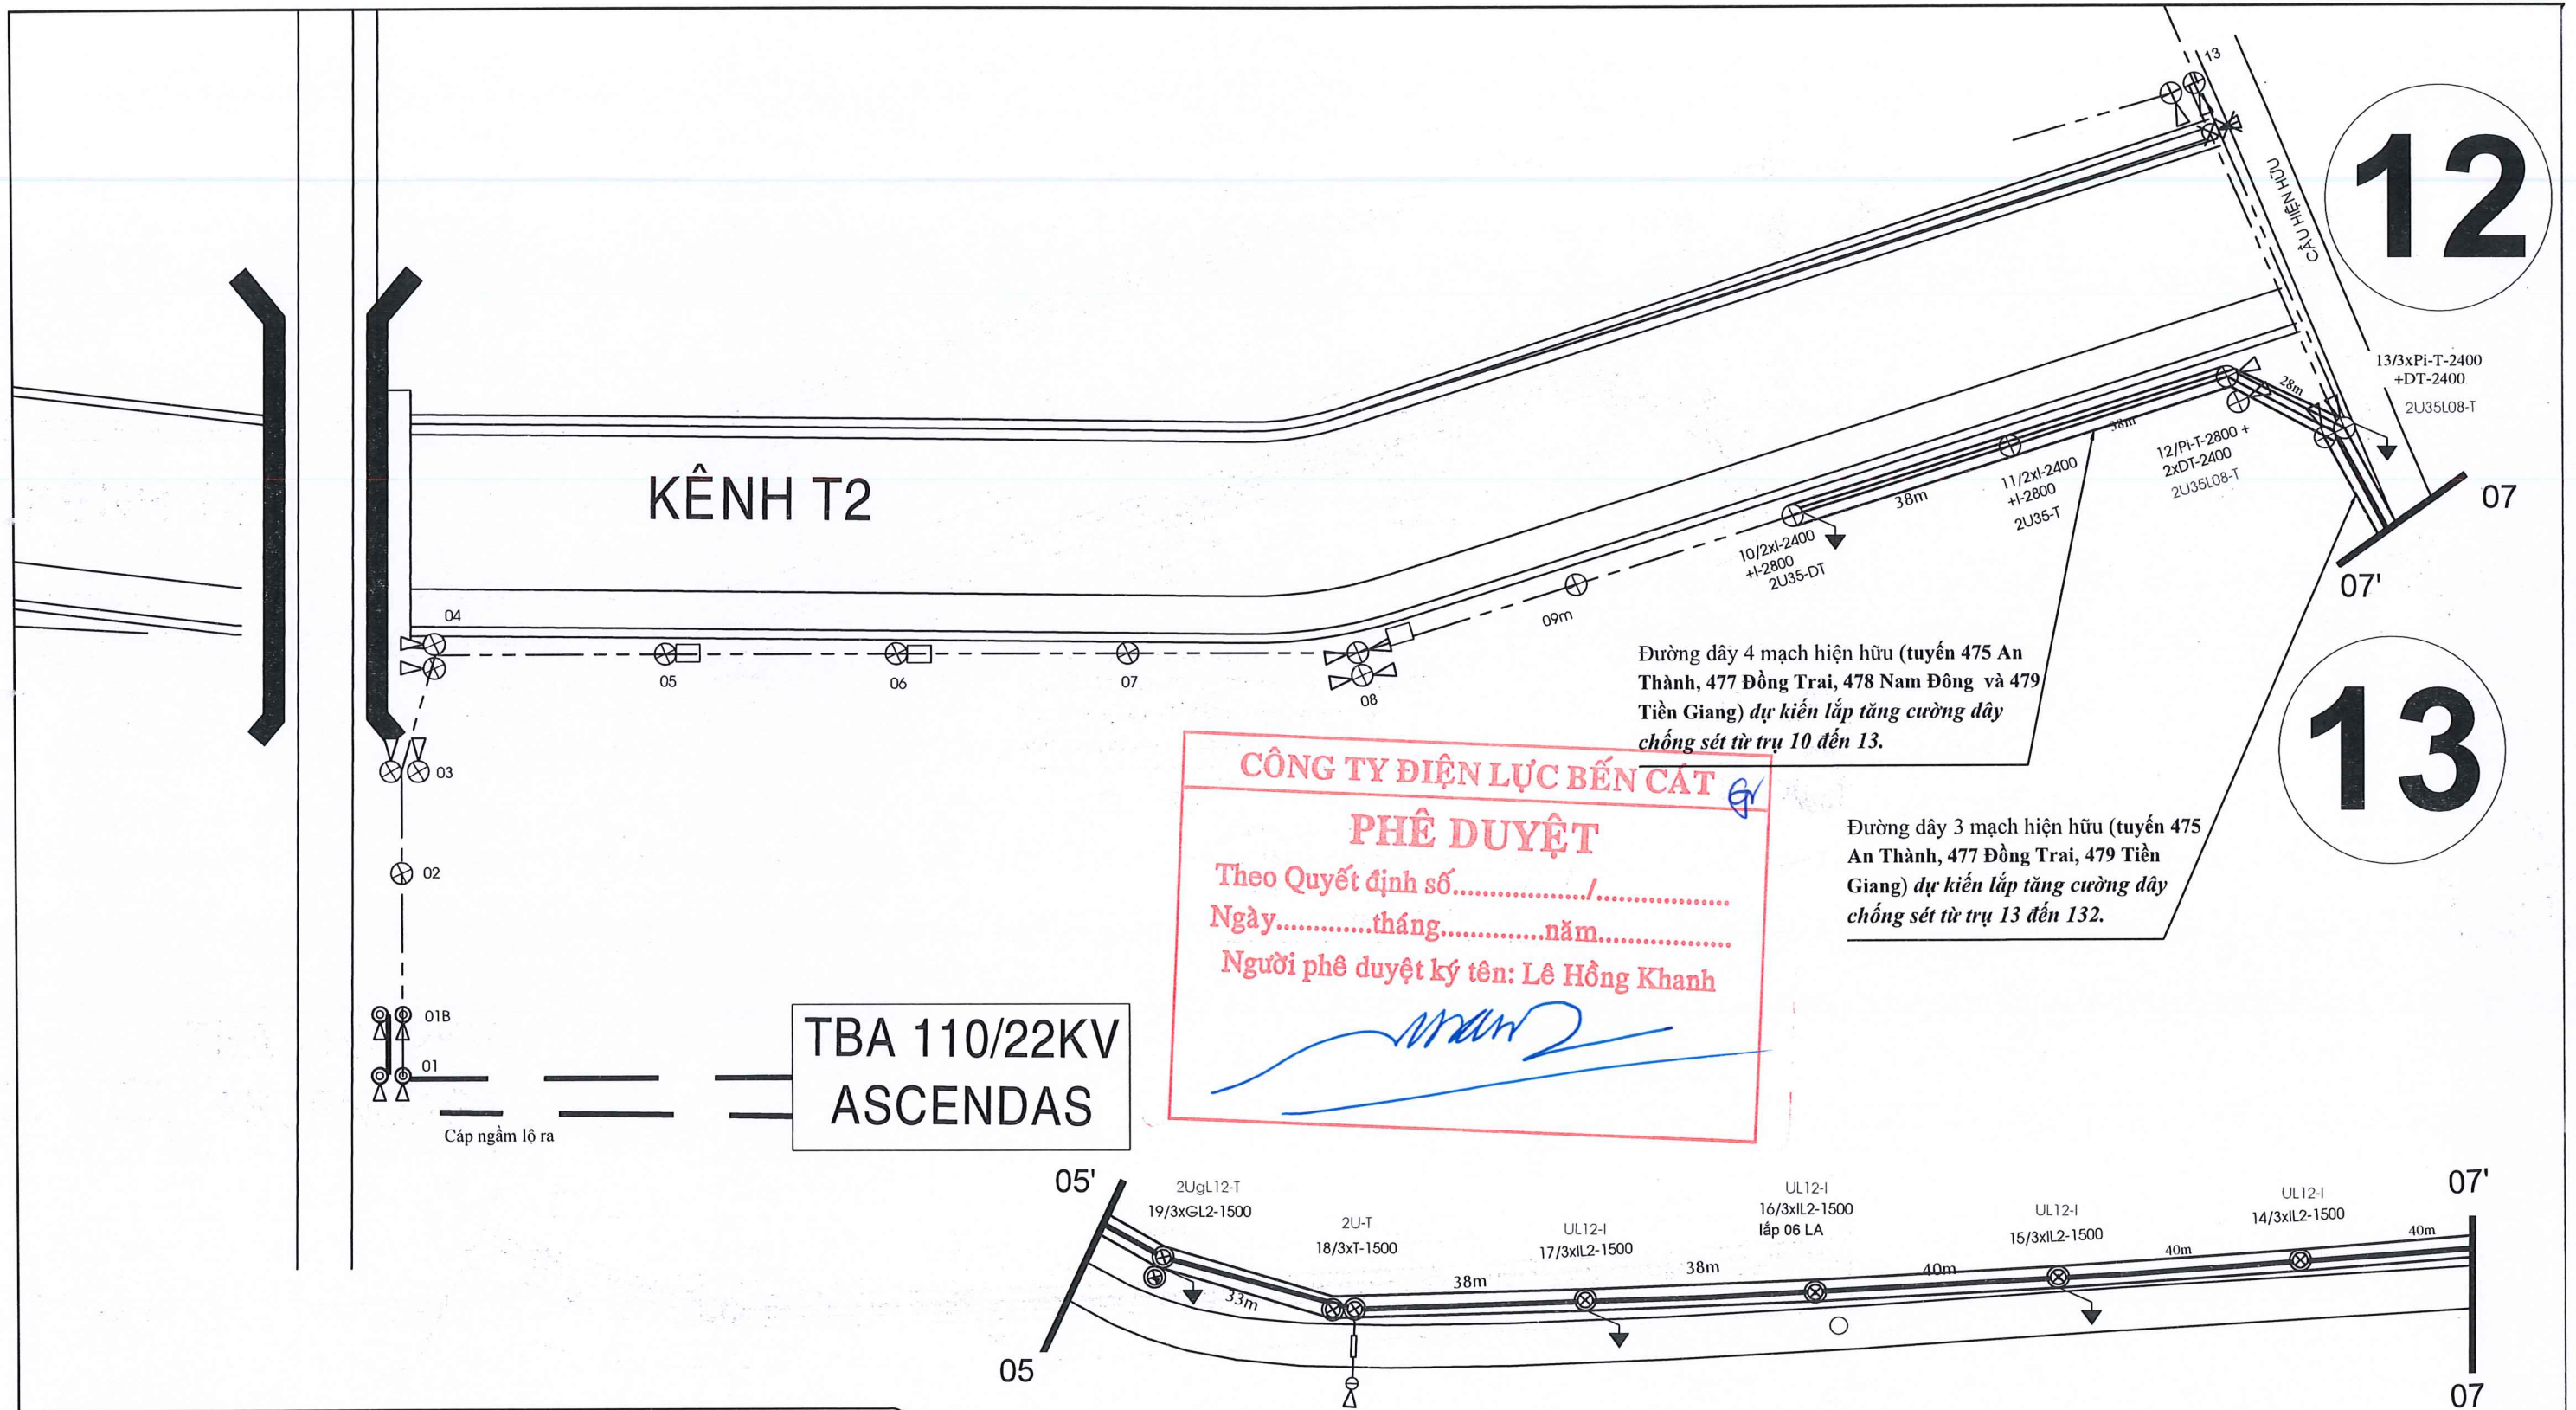 13
CẦU HIỆN HỮU
12
13/3xPi-T-2400
+DT-2400
2U35L08-T
28m
38m
12/Pi-T-2800 +
2xDT-2400
2U35L08-T
11/2xI-2400
+I-2800
2U35-T
38m
10/2xI-2400
+I-2800
2U35-DT
07
07'
KÊNH T2
04
05
06
07
08
09m
03
02
01B
01
Đường dây 4 mạch hiện hữu (tuyến 475 An
Thành, 477 Đồng Trai, 478 Nam Đông và 479
Tiền Giang) dự kiến lắp tăng cường dây
chống sét từ trụ 10 đến 13.
13
Đường dây 3 mạch hiện hữu (tuyến 475
An Thành, 477 Đồng Trai, 479 Tiền
Giang) dự kiến lắp tăng cường dây
chống sét từ trụ 13 đến 132.
CÔNG TY ĐIỆN LỰC BẾN CÁT
PHÊ DUYỆT
Theo Quyết định số................/................
Ngày.............tháng..............năm.................
Người phê duyệt ký tên: Lê Hồng Khanh
TBA 110/22KV
ASCENDAS
Cáp ngầm lộ ra
05'
2UgL12-T
19/3xGL2-1500
33m
2U-T
18/3xT-1500
38m
UL12-I
17/3xIL2-1500
38m
UL12-I
16/3xIL2-1500
lắp 06 LA
40m
UL12-I
15/3xIL2-1500
40m
UL12-I
14/3xIL2-1500
40m
07'
05
07